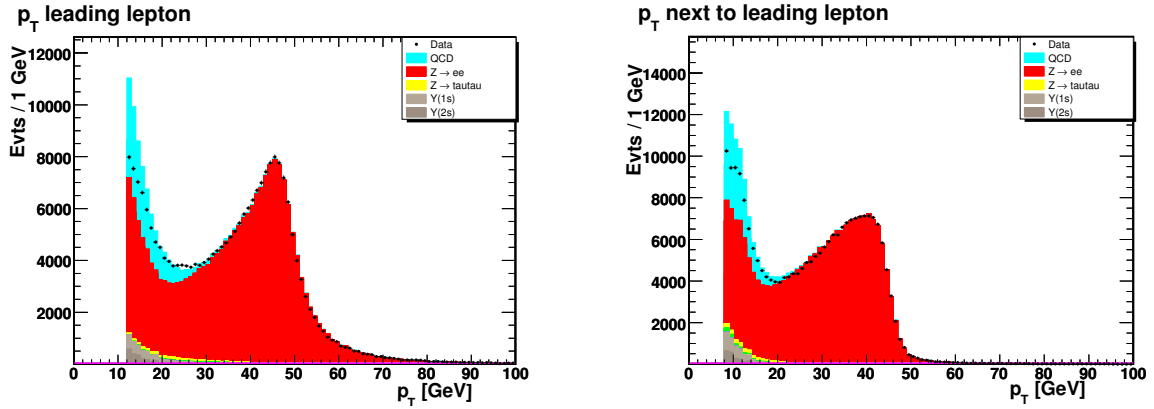 p_T leading lepton
Evts / 1 GeV
12000
10000
8000
6000
4000
2000
0 10 20 30 40 50 60 70 80 90 100
p_T [GeV]
Data
QCD
Z → ee
Z → tautau
Y(1s)
Y(2s)
p_T next to leading lepton
Evts / 1 GeV
14000
12000
10000
8000
6000
4000
2000
0 0 10 20 30 40 50 60 70 80 90 100
p_T [GeV]
Data
QCD
Z → ee
Z → tautau
Y(1s)
Y(2s)